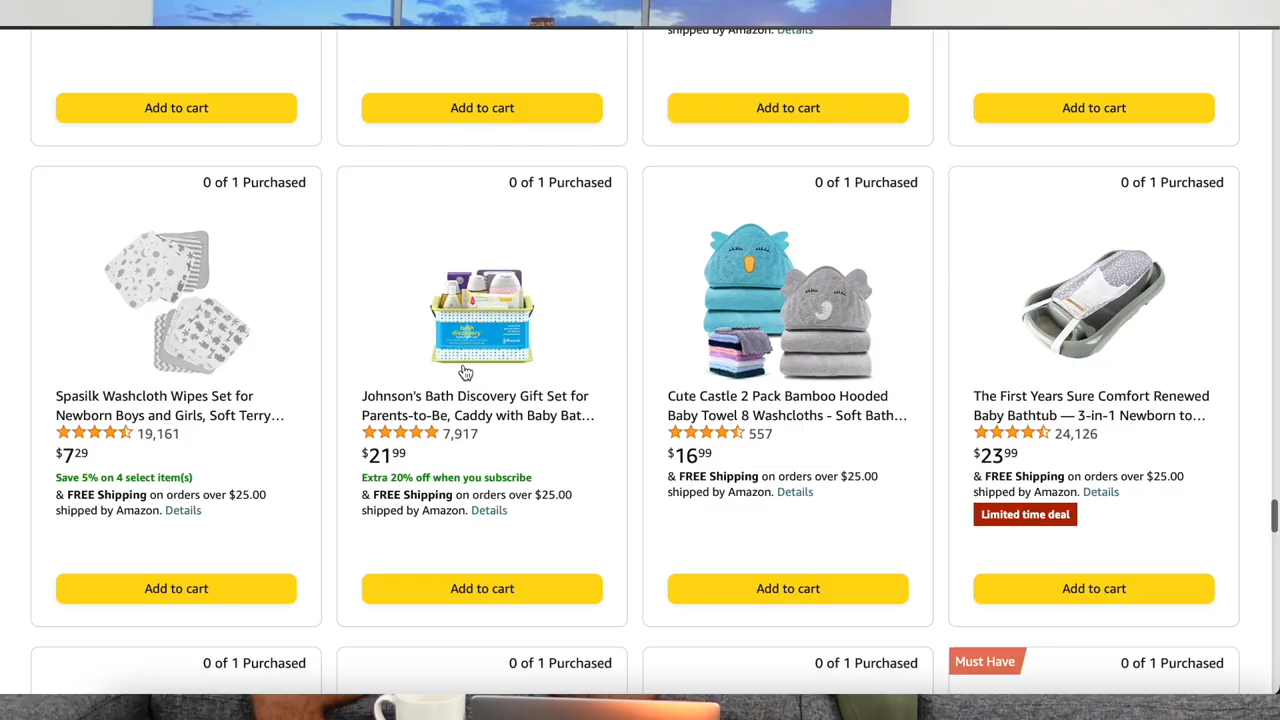 shipped by Amazon. Details
Add to cart
Add to cart
Add to cart
Add to cart
0 of 1 Purchased
Spasilk Washcloth Wipes Set for
Newborn Boys and Girls, Soft Terry…
19,161
$7.29
Save 5% on 4 select item(s)
& FREE Shipping on orders over $25.00
shipped by Amazon. Details
Add to cart
0 of 1 Purchased
bath
discovery
Johnson's Bath Discovery Gift Set for
Parents-to-Be, Caddy with Baby Bat…
7,917
$21.99
Extra 20% off when you subscribe
& FREE Shipping on orders over $25.00
shipped by Amazon. Details
Add to cart
0 of 1 Purchased
Cute Castle 2 Pack Bamboo Hooded
Baby Towel 8 Washcloths - Soft Bath…
557
$16.99
& FREE Shipping on orders over $25.00
shipped by Amazon. Details
Add to cart
0 of 1 Purchased
The First Years Sure Comfort Renewed
Baby Bathtub — 3-in-1 Newborn to…
24,126
$23.99
& FREE Shipping on orders over $25.00
shipped by Amazon. Details
Limited time deal
Add to cart
0 of 1 Purchased
0 of 1 Purchased
0 of 1 Purchased
Must Have
0 of 1 Purchased